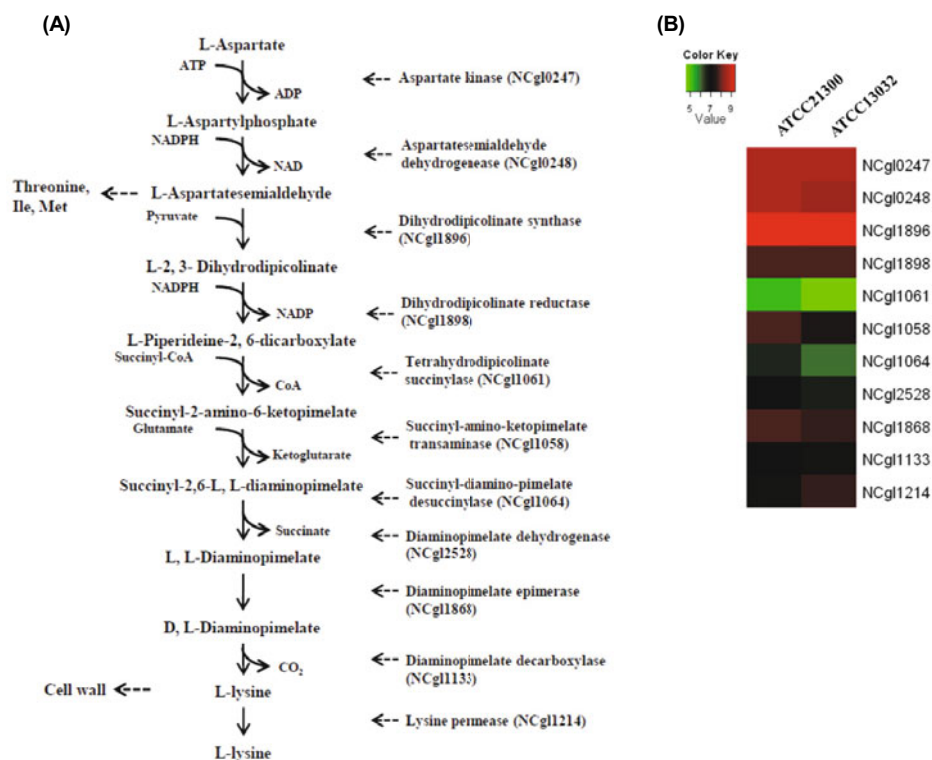 (A)
L-Aspartate
ATP
ADP
Aspartate kinase (NCgl0247)
L-Aspartylphosphate
NADPH
NAD
Aspartatesemialdehyde
dehydrogenease (NCgl0248)
Threonine,
Ile, Met
L-Aspartatesemialdehyde
Pyruvate
Dihydrodipicolinate synthase
(NCgl1896)
L-2, 3- Dihydrodipicolinate
NADPH
NADP
Dihydrodipicolinate reductase
(NCgl1898)
L-Piperideine-2, 6-dicarboxylate
Succinyl-CoA
CoA
Tetrahydrodipicolinate
succinylase (NCgl1061)
Succinyl-2-amino-6-ketopimelate
Glutamate
Ketoglutarate
Succinyl-amino-ketopimelate
transaminase (NCgl1058)
Succinyl-2,6-L, L-diaminopimelate
Succinate
Succinyl-diamino-pimelate
desuccinylase (NCgl1064)
Diaminopimelate dehydrogenase
(NCgl2528)
L, L-Diaminopimelate
Diaminopimelate epimerase
(NCgl1868)
D, L-Diaminopimelate
CO2
Diaminopimelate decarboxylase
(NCgl1133)
Cell wall
L-lysine
Lysine permease (NCgl1214)
L-lysine
(B)
Color Key
5 7 9
Value
ATCC21300
ATCC13032
NCgl0247
NCgl0248
NCgl1896
NCgl1898
NCgl1061
NCgl1058
NCgl1064
NCgl2528
NCgl1868
NCgl1133
NCgl1214